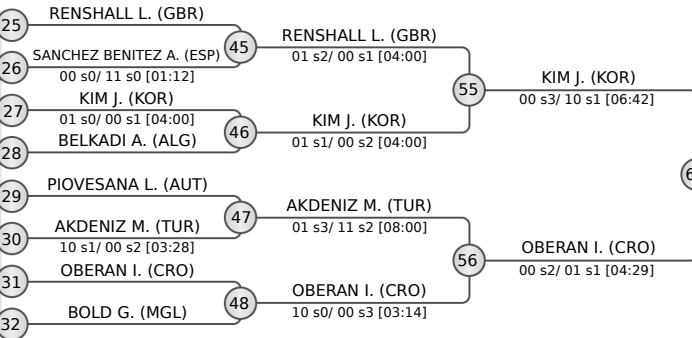 25
RENSHALL L. (GBR)
26
SANCHEZ BENITEZ A. (ESP)
00 s0/ 11 s0 [01:12]
45
RENSHALL L. (GBR)
01 s2/ 00 s1 [04:00]
27
KIM J. (KOR)
01 s0/ 00 s1 [04:00]
28
BELKADI A. (ALG)
46
KIM J. (KOR)
01 s1/ 00 s2 [04:00]
55
KIM J. (KOR)
00 s3/ 10 s1 [06:42]
29
PIOVESANA L. (AUT)
30
AKDENIZ M. (TUR)
10 s1/ 00 s2 [03:28]
47
AKDENIZ M. (TUR)
01 s3/ 11 s2 [08:00]
31
OBERAN I. (CRO)
32
BOLD G. (MGL)
48
OBERAN I. (CRO)
10 s0/ 00 s3 [03:14]
56
OBERAN I. (CRO)
00 s2/ 01 s1 [04:29]